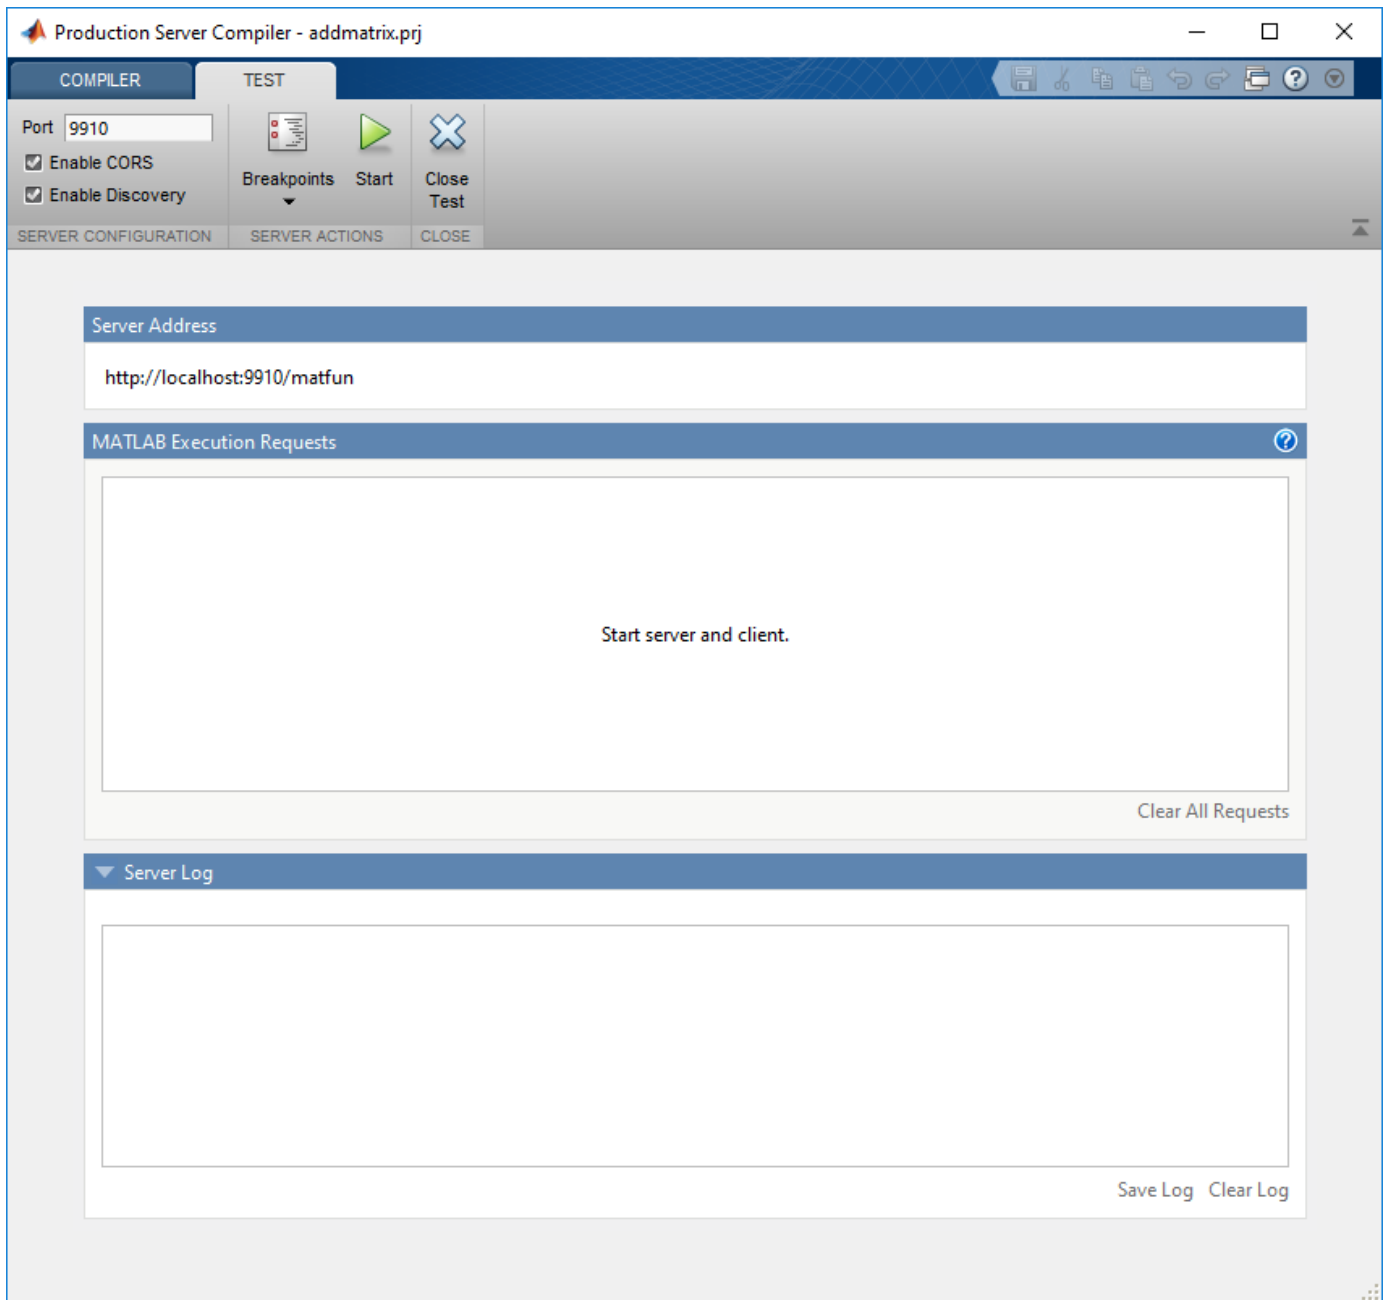 Production Server Compiler - addmatrix.prj
COMPILER TEST
Port 9910
Enable CORS
Enable Discovery
Breakpoints Start Close Test
SERVER CONFIGURATION SERVER ACTIONS CLOSE
Server Address
http://localhost:9910/matfun
MATLAB Execution Requests
Start server and client.
Clear All Requests
Server Log
Save Log Clear Log